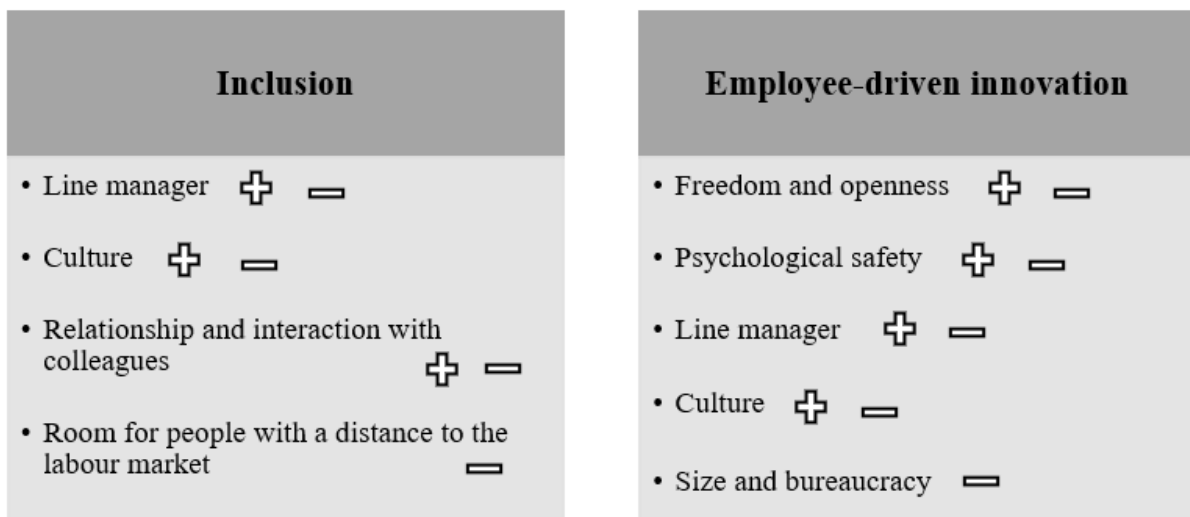 Inclusion
• Line manager + −
• Culture + −
• Relationship and interaction with
colleagues + −
• Room for people with a distance to the
labour market −
Employee-driven innovation
• Freedom and openness + −
• Psychological safety + −
• Line manager + −
• Culture + −
• Size and bureaucracy −